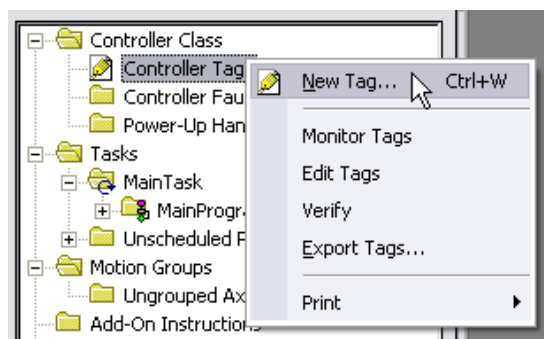 Controller Class
Controller Tag
Controller Fau
Power-Up Han
Tasks
MainTask
MainProgr
Unscheduled P
Motion Groups
Ungrouped Ax
Add-On Instructions
New Tag... Ctrl+W
Monitor Tags
Edit Tags
Verify
Export Tags...
Print